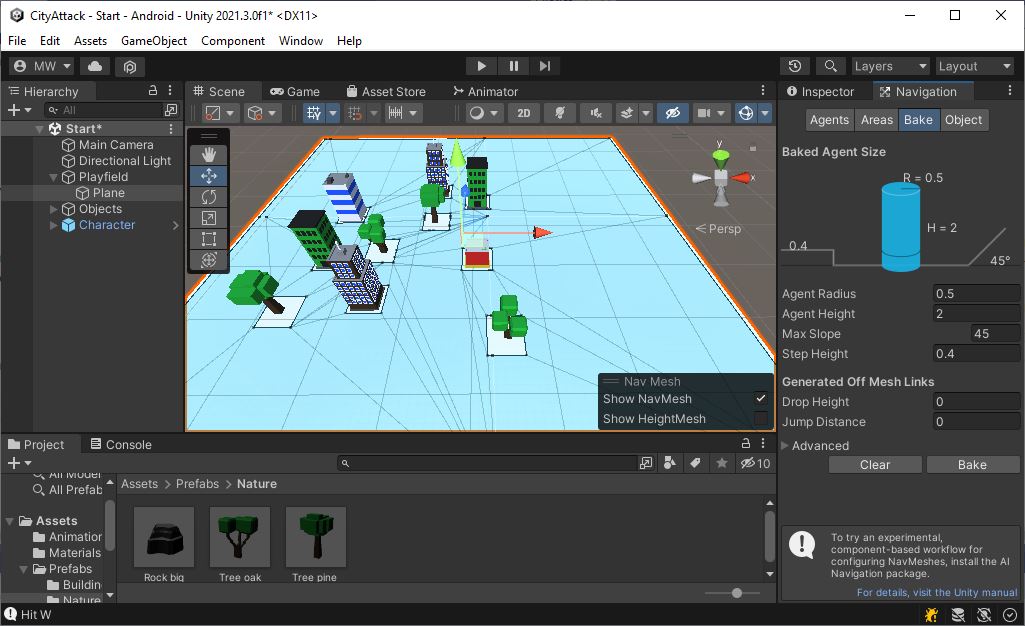 CityAttack - Start - Android - Unity 2021.3.0f1* <DX11>
File Edit Assets GameObject Component Window Help
MW Layers Layout
Hierarchy
All
Start*
Main Camera
Directional Light
Playfield
Plane
Objects
Character
Scene Game Asset Store Animator
2D
y
x
Persp
Nav Mesh
Show NavMesh
Show HeightMesh
Inspector Navigation
Agents Areas Bake Object
Baked Agent Size
R = 0.5
H = 2
0.4
45°
Agent Radius 0.5
Agent Height 2
Max Slope 45
Step Height 0.4
Generated Off Mesh Links
Drop Height 0
Jump Distance 0
Advanced
Clear Bake
To try an experimental,
component-based workflow for
configuring NavMeshes, install the AI
Navigation package.
For details, visit the Unity manual
Project Console
10
All Model
All Prefab
Assets
Animation
Materials
Prefabs
Buildin
Nature
Assets > Prefabs > Nature
Rock big Tree oak Tree pine
Hit W